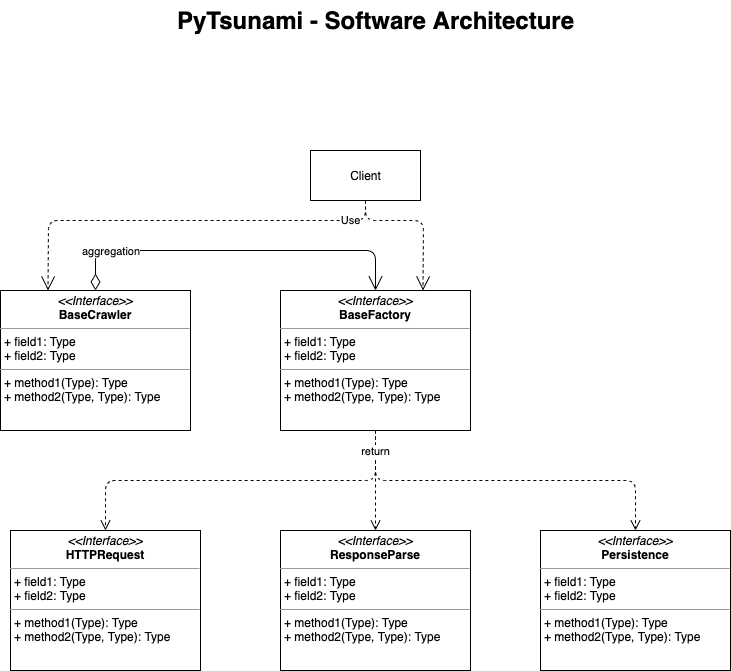 PyTsunami - Software Architecture
Client
Use
aggregation
<<Interface>>
BaseCrawler
+ field1: Type
+ field2: Type
+ method1(Type): Type
+ method2(Type, Type): Type
<<Interface>>
BaseFactory
+ field1: Type
+ field2: Type
+ method1(Type): Type
+ method2(Type, Type): Type
return
<<Interface>>
HTTPRequest
+ field1: Type
+ field2: Type
+ method1(Type): Type
+ method2(Type, Type): Type
<<Interface>>
ResponseParse
+ field1: Type
+ field2: Type
+ method1(Type): Type
+ method2(Type, Type): Type
<<Interface>>
Persistence
+ field1: Type
+ field2: Type
+ method1(Type): Type
+ method2(Type, Type): Type